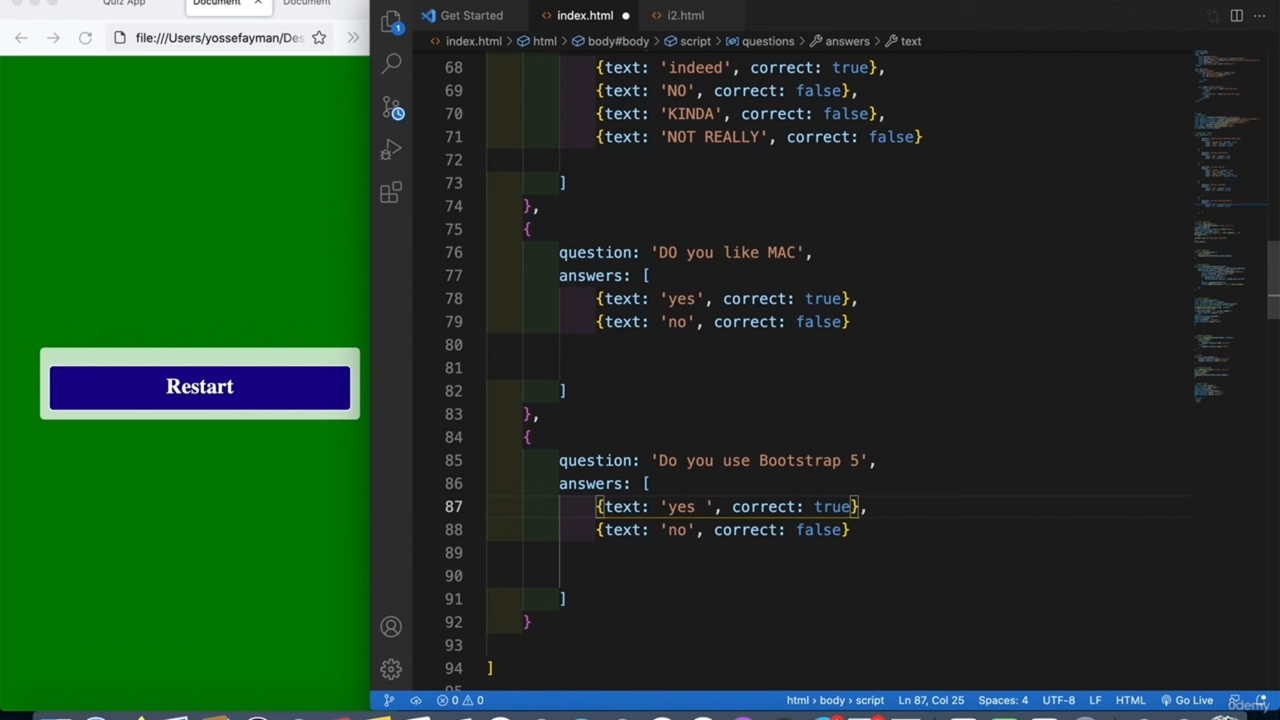 Quiz App
Document
Document
file:///Users/yossefayman/Des
Restart
Get Started
index.html
i2.html
index.html > html > body#body > script > questions > answers > text
1
68 {text: 'indeed', correct: true},
69 {text: 'NO', correct: false},
70 {text: 'KINDA', correct: false},
71 {text: 'NOT REALLY', correct: false}
72
73 ]
74 },
75 {
76 question: 'DO you like MAC',
77 answers: [
78 {text: 'yes', correct: true},
79 {text: 'no', correct: false}
80
81
82 ]
83 },
84 {
85 question: 'Do you use Bootstrap 5',
86 answers: [
87 {text: 'yes ', correct: true},
88 {text: 'no', correct: false}
89
90
91 ]
92 }
93
94 ]
0 0
html > body > script
Ln 87, Col 25
Spaces: 4
UTF-8
LF
HTML
Go Live
udemy